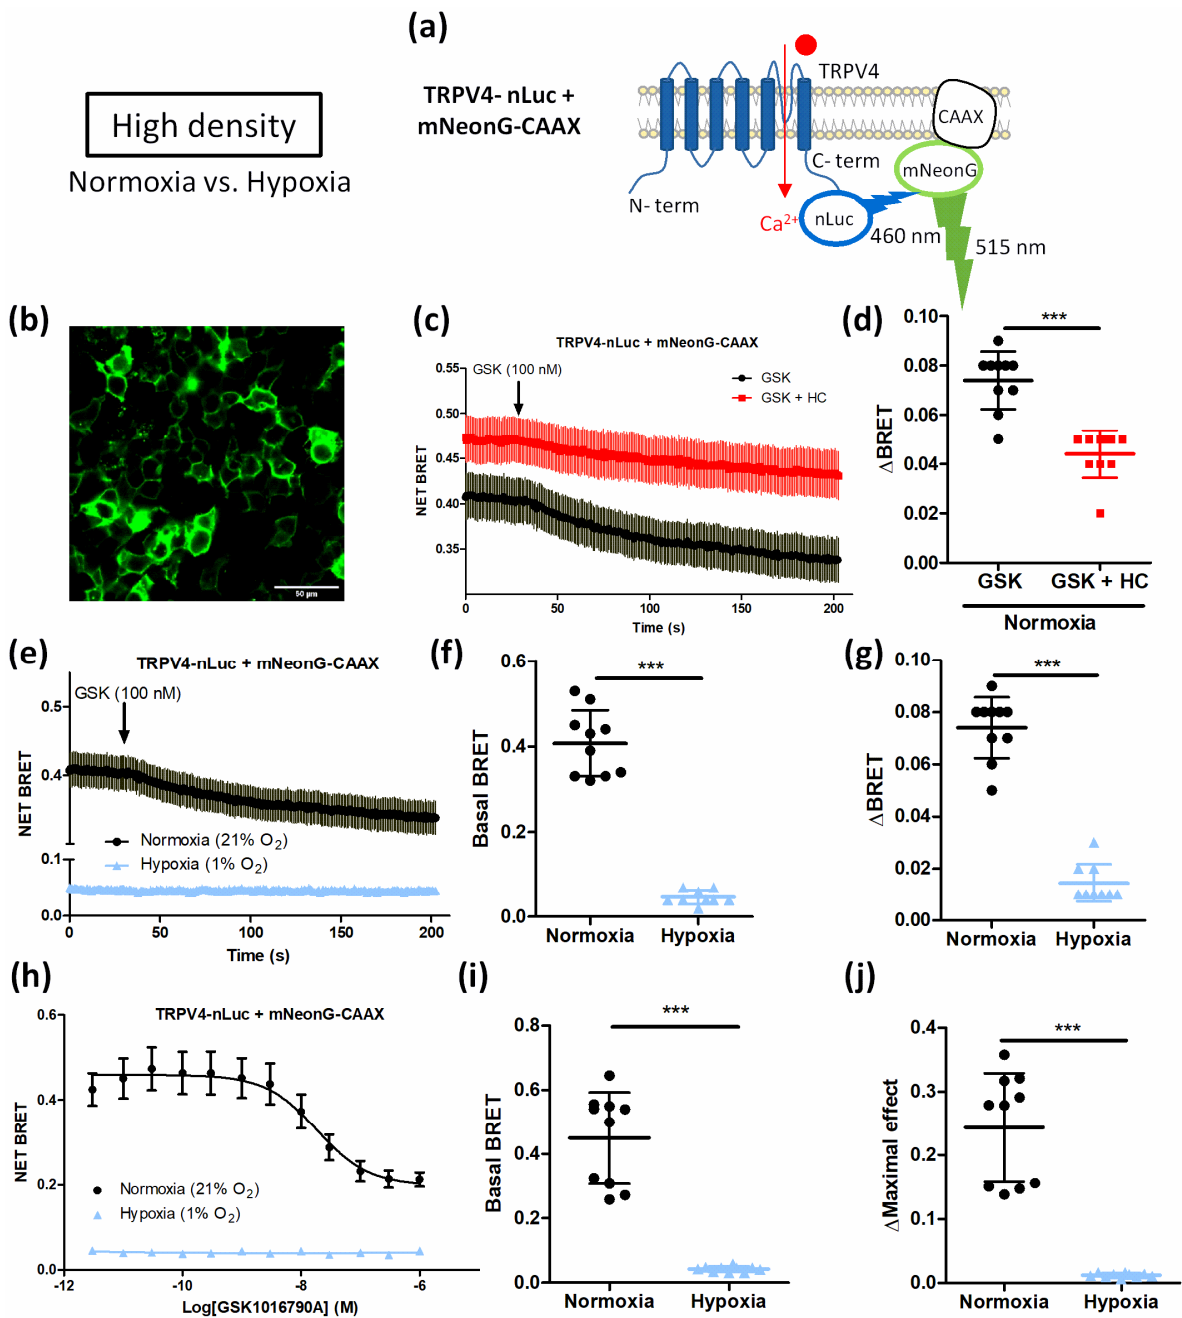 (a)
High density
Normoxia vs. Hypoxia
TRPV4- nLuc +
mNeonG-CAAX
TRPV4
CAAX
C- term
mNeonG
N- term
Ca2+
nLuc
460 nm
515 nm
(b)
50 µm
(c)
TRPV4-nLuc + mNeonG-CAAX
GSK (100 nM)
GSK
GSK + HC
NET BRET
0.55
0.50
0.45
0.40
0.35
0
50
100
150
200
Time (s)
(d)
***
ΔBRET
0.10
0.08
0.06
0.04
0.02
0.00
GSK
GSK + HC
Normoxia
(e)
TRPV4-nLuc + mNeonG-CAAX
GSK (100 nM)
NET BRET
0.5
0.4
0.1
0.0
Normoxia (21% O2)
Hypoxia (1% O2)
0
50
100
150
200
Time (s)
(f)
***
Basal BRET
0.6
0.4
0.2
0.0
Normoxia
Hypoxia
(g)
***
ΔBRET
0.10
0.08
0.06
0.04
0.02
0.00
Normoxia
Hypoxia
(h)
TRPV4-nLuc + mNeonG-CAAX
NET BRET
0.6
0.4
0.2
0.0
Normoxia (21% O2)
Hypoxia (1% O2)
-12
-10
-8
-6
Log[GSK1016790A] (M)
(i)
***
Basal BRET
0.8
0.6
0.4
0.2
0.0
Normoxia
Hypoxia
(j)
***
ΔMaximal effect
0.4
0.3
0.2
0.1
0.0
Normoxia
Hypoxia